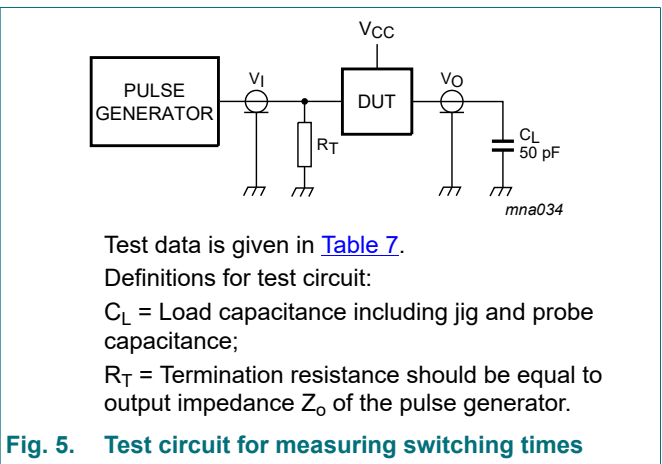 VCC
PULSE
GENERATOR
VI
DUT
VO
RT
CL
50 pF
mna034
Test data is given in Table 7.
Definitions for test circuit:
CL = Load capacitance including jig and probe
capacitance;
RT = Termination resistance should be equal to
output impedance Zo of the pulse generator.
Fig. 5. Test circuit for measuring switching times